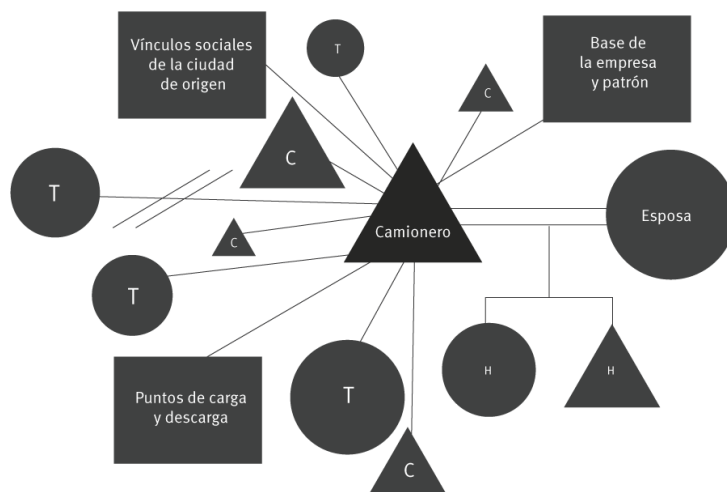 Vínculos sociales
de la ciudad
de origen
T
Base de
la empresa
y patrón
C
C
T
Camionero
Esposa
C
T
H
H
Puntos de carga
y descarga
T
C